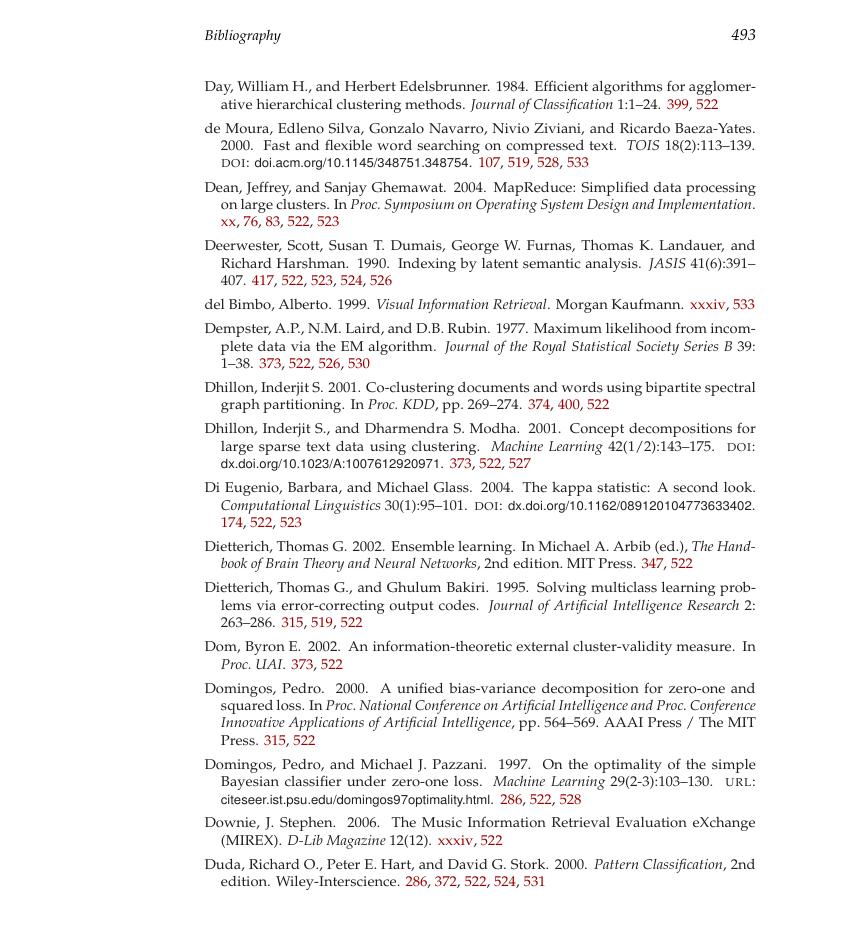 Bibliography 493
Day, William H., and Herbert Edelsbrunner. 1984. Efficient algorithms for agglomer-
ative hierarchical clustering methods. Journal of Classification 1:1–24. 399, 522
de Moura, Edleno Silva, Gonzalo Navarro, Nivio Ziviani, and Ricardo Baeza-Yates.
2000. Fast and flexible word searching on compressed text. TOIS 18(2):113–139.
DOI: doi.acm.org/10.1145/348751.348754. 107, 519, 528, 533
Dean, Jeffrey, and Sanjay Ghemawat. 2004. MapReduce: Simplified data processing
on large clusters. In Proc. Symposium on Operating System Design and Implementation.
xx, 76, 83, 522, 523
Deerwester, Scott, Susan T. Dumais, George W. Furnas, Thomas K. Landauer, and
Richard Harshman. 1990. Indexing by latent semantic analysis. JASIS 41(6):391–
407. 417, 522, 523, 524, 526
del Bimbo, Alberto. 1999. Visual Information Retrieval. Morgan Kaufmann. xxxiv, 533
Dempster, A.P., N.M. Laird, and D.B. Rubin. 1977. Maximum likelihood from incom-
plete data via the EM algorithm. Journal of the Royal Statistical Society Series B 39:
1–38. 373, 522, 526, 530
Dhillon, Inderjit S. 2001. Co-clustering documents and words using bipartite spectral
graph partitioning. In Proc. KDD, pp. 269–274. 374, 400, 522
Dhillon, Inderjit S., and Dharmendra S. Modha. 2001. Concept decompositions for
large sparse text data using clustering. Machine Learning 42(1/2):143–175. DOI:
dx.doi.org/10.1023/A:1007612920971. 373, 522, 527
Di Eugenio, Barbara, and Michael Glass. 2004. The kappa statistic: A second look.
Computational Linguistics 30(1):95–101. DOI: dx.doi.org/10.1162/089120104773633402.
174, 522, 523
Dietterich, Thomas G. 2002. Ensemble learning. In Michael A. Arbib (ed.), The Hand-
book of Brain Theory and Neural Networks, 2nd edition. MIT Press. 347, 522
Dietterich, Thomas G., and Ghulum Bakiri. 1995. Solving multiclass learning prob-
lems via error-correcting output codes. Journal of Artificial Intelligence Research 2:
263–286. 315, 519, 522
Dom, Byron E. 2002. An information-theoretic external cluster-validity measure. In
Proc. UAI. 373, 522
Domingos, Pedro. 2000. A unified bias-variance decomposition for zero-one and
squared loss. In Proc. National Conference on Artificial Intelligence and Proc. Conference
Innovative Applications of Artificial Intelligence, pp. 564–569. AAAI Press / The MIT
Press. 315, 522
Domingos, Pedro, and Michael J. Pazzani. 1997. On the optimality of the simple
Bayesian classifier under zero-one loss. Machine Learning 29(2-3):103–130. URL:
citeseer.ist.psu.edu/domingos97optimality.html. 286, 522, 528
Downie, J. Stephen. 2006. The Music Information Retrieval Evaluation eXchange
(MIREX). D-Lib Magazine 12(12). xxxiv, 522
Duda, Richard O., Peter E. Hart, and David G. Stork. 2000. Pattern Classification, 2nd
edition. Wiley-Interscience. 286, 372, 522, 524, 531